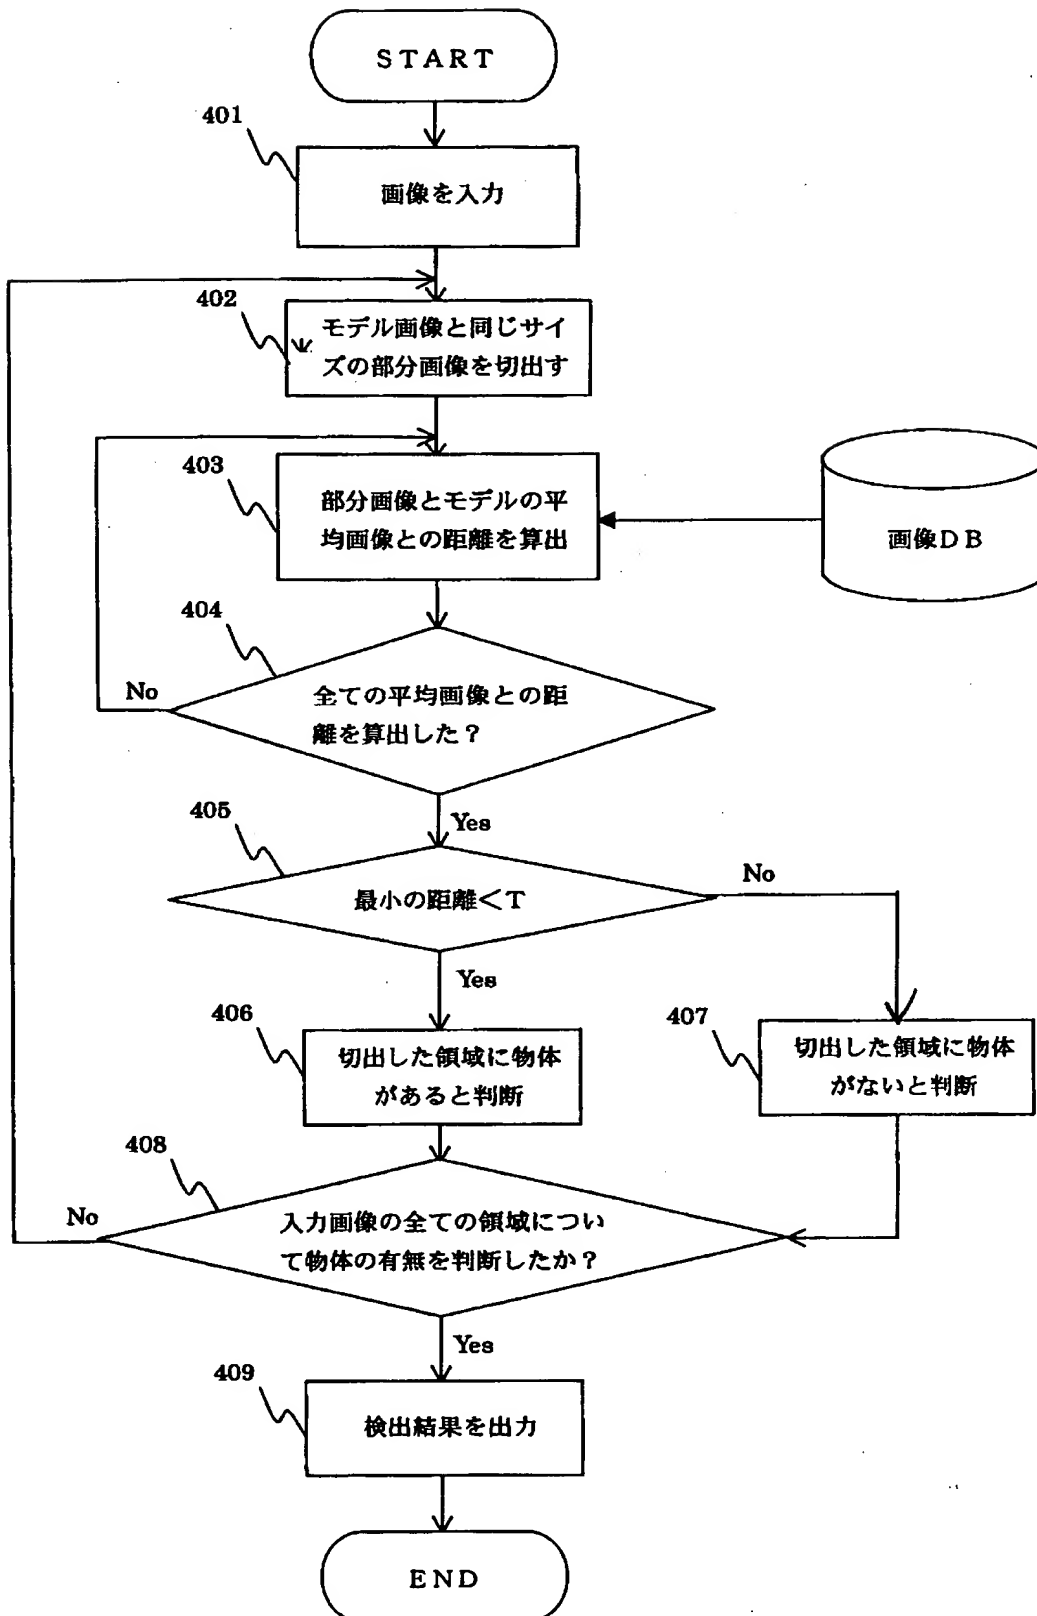 START
401
画像を入力
402
モデル画像と同じサイ
ズの部分画像を切出す
403
部分画像とモデルの平
均画像との距離を算出
画像DB
404
No
全ての平均画像との距
離を算出した？
Yes
405
最小の距離＜T
No
Yes
406
切出した領域に物体
があると判断
407
切出した領域に物体
がないと判断
408
No
入力画像の全ての領域につい
て物体の有無を判断したか？
Yes
409
検出結果を出力
END